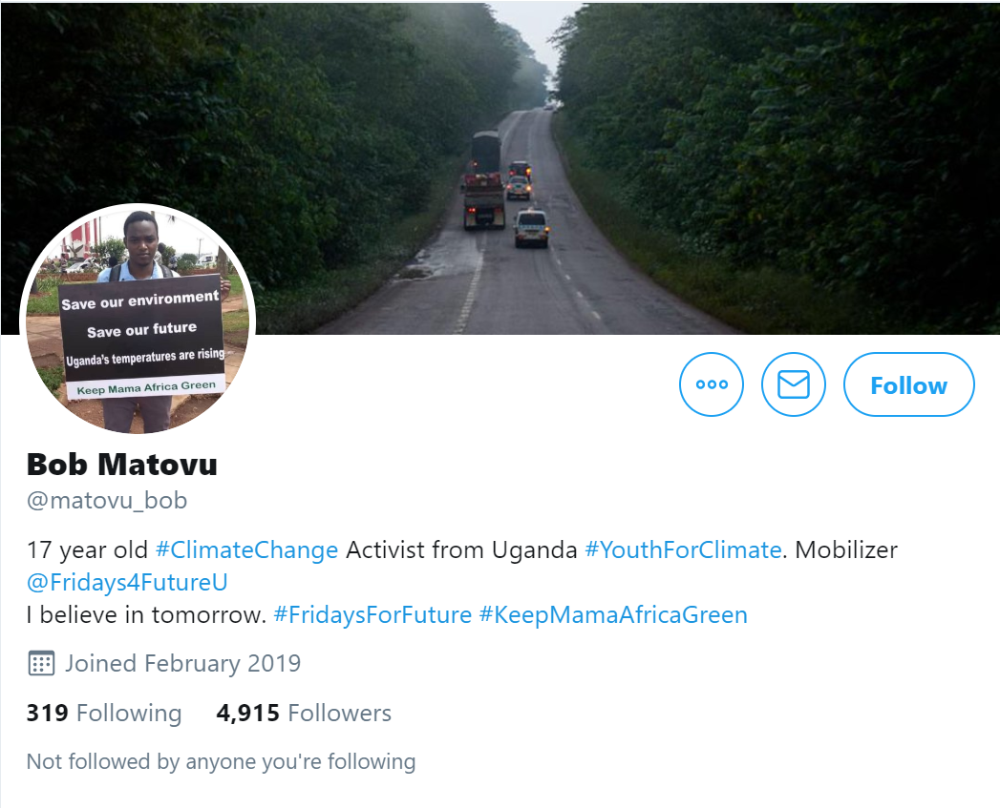 Save our environment
Save our future
Uganda's temperatures are rising
Keep Mama Africa Green
Follow
Bob Matovu
@matovu_bob
17 year old #ClimateChange Activist from Uganda #YouthForClimate. Mobilizer
@Fridays4FutureU
I believe in tomorrow. #FridaysForFuture #KeepMamaAfricaGreen
Joined February 2019
319 Following 4,915 Followers
Not followed by anyone you're following